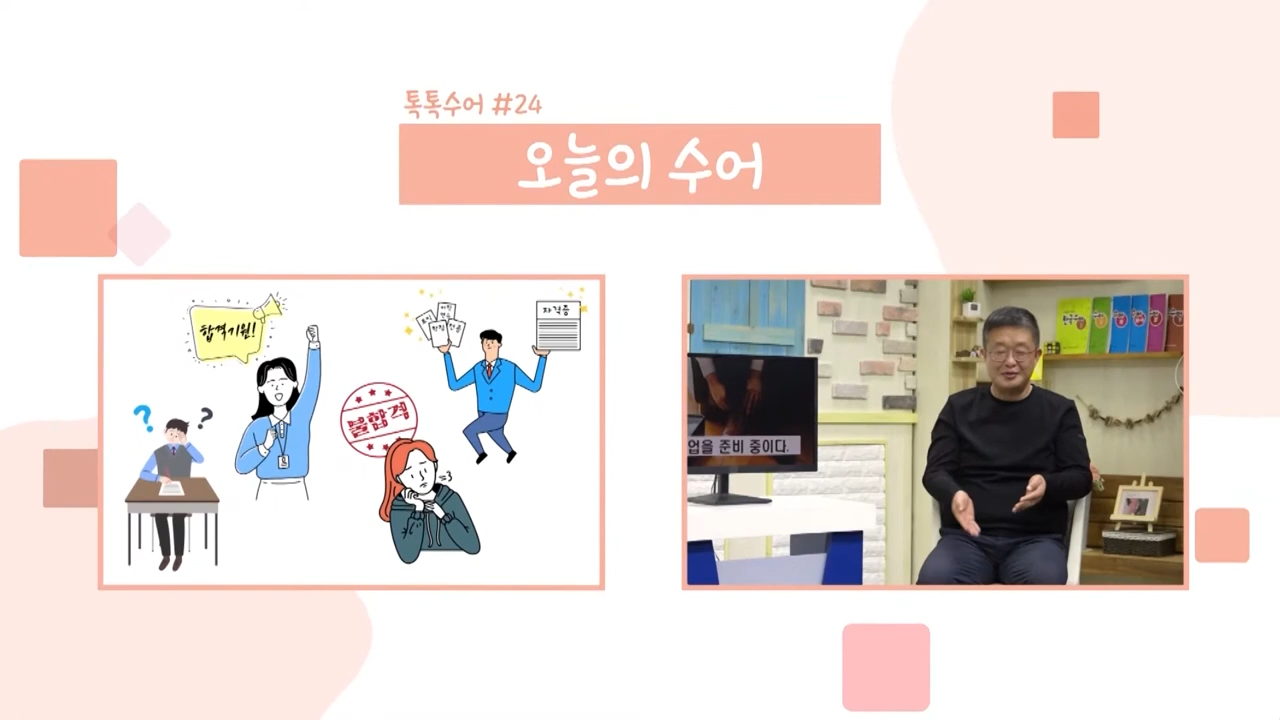 톡톡수어 #24
오늘의 수어
합격기원!
자격증
불합격
업을 준비 중이다.